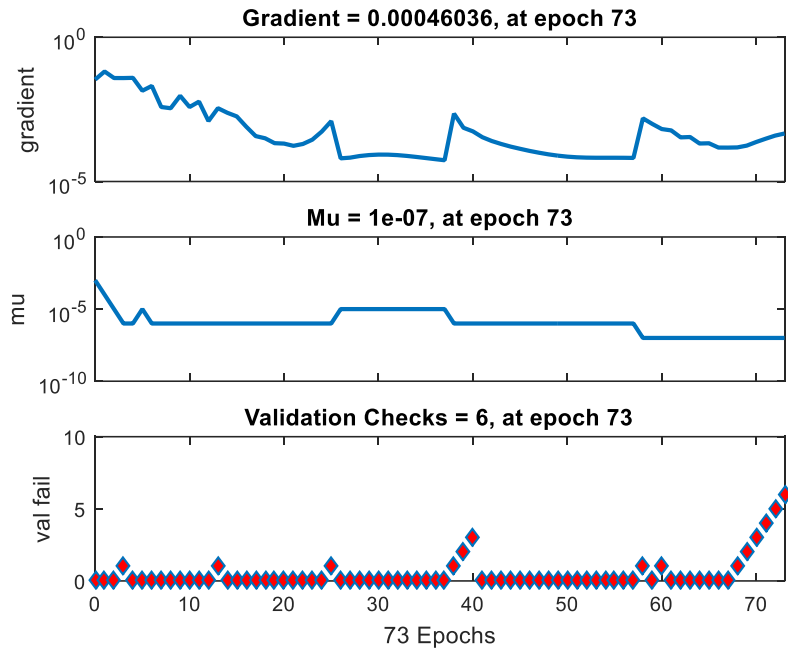 Gradient = 0.00046036, at epoch 73
10^0
gradient
10^-5
Mu = 1e-07, at epoch 73
10^0
mu
10^-5
10^-10
Validation Checks = 6, at epoch 73
10
val fail
5
0
0 10 20 30 40 50 60 70
73 Epochs